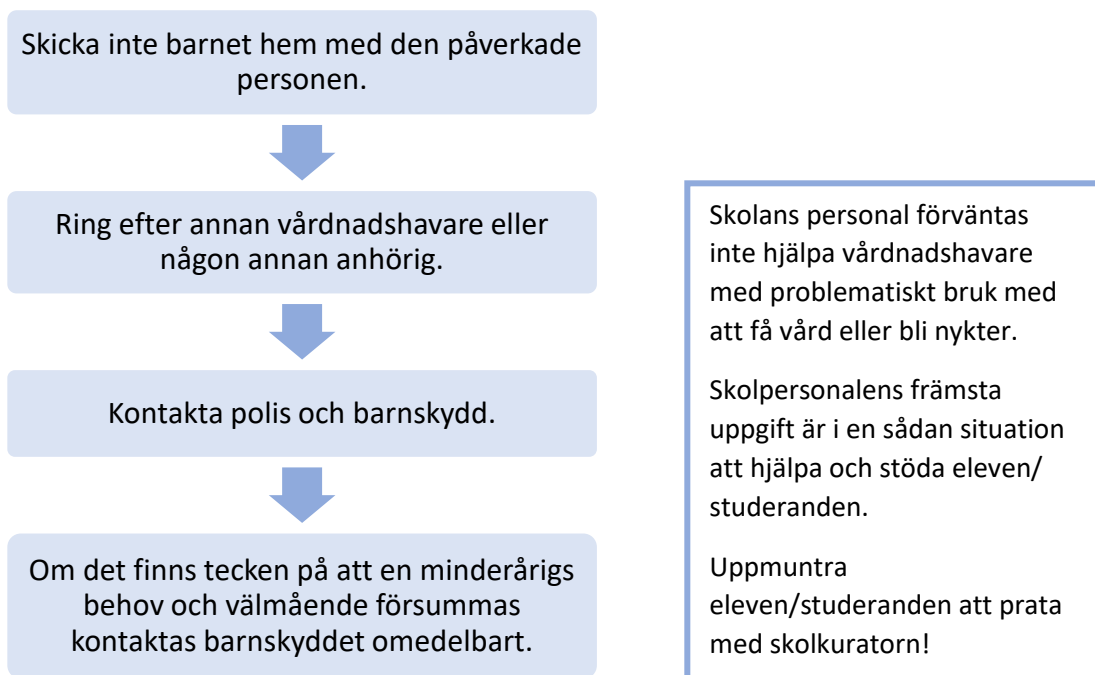 Skicka inte barnet hem med den påverkade
personen.
Ring efter annan vårdnadshavare eller
någon annan anhörig.
Kontakta polis och barnskydd.
Om det finns tecken på att en minderårigs
behov och välmående försummas
kontaktas barnskyddet omedelbart.
Skolans personal förväntas
inte hjälpa vårdnadshavare
med problematiskt bruk med
att få vård eller bli nykter.
Skolpersonalens främsta
uppgift är i en sådan situation
att hjälpa och stöda eleven/
studeranden.
Uppmuntra
eleven/studeranden att prata
med skolkuratorn!